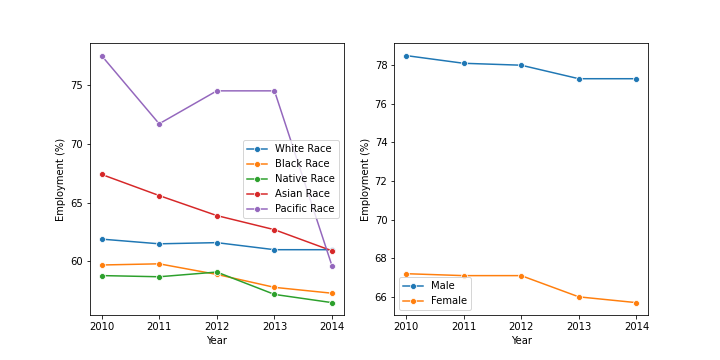 75
70
65
60
Employment (%)
2010 2011 2012 2013 2014
Year
White Race
Black Race
Native Race
Asian Race
Pacific Race
78
76
74
72
70
68
66
Employment (%)
2010 2011 2012 2013 2014
Year
Male
Female